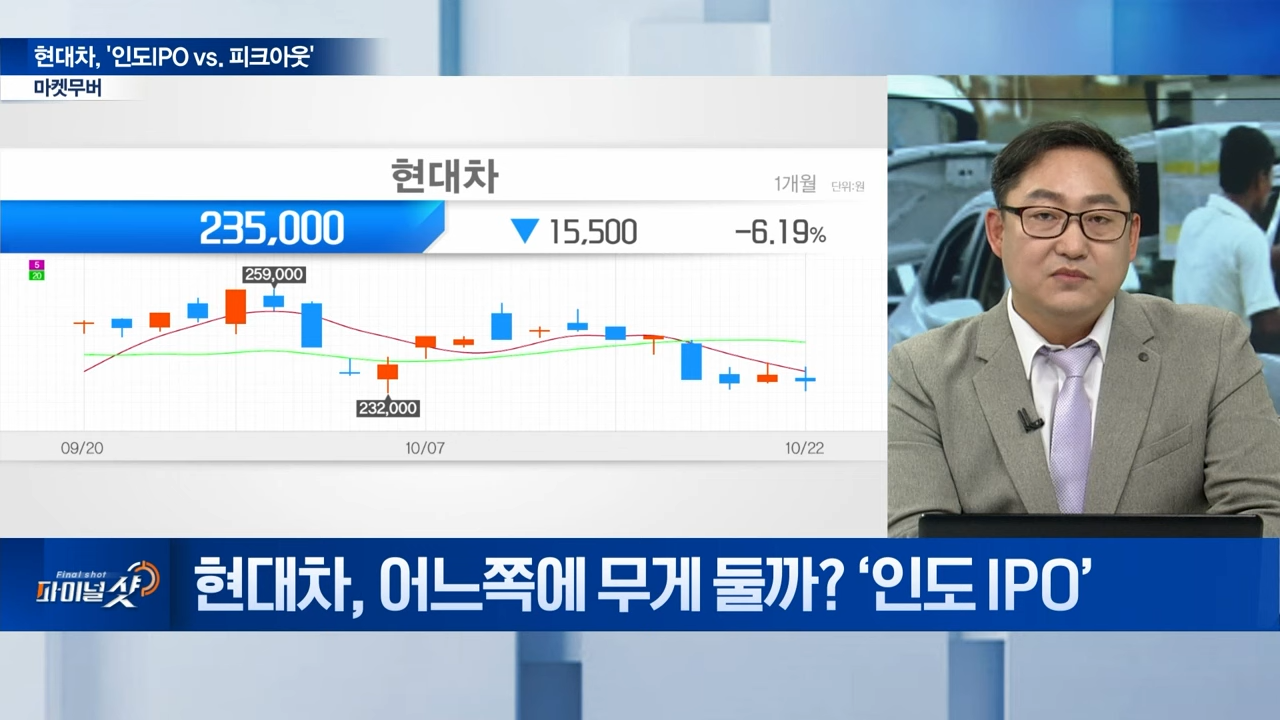 현대차, '인도IPO vs. 피크아웃'
마켓무버
현대차
1개월 단위:원
235,000 ▼ 15,500 -6.19%
5
20
259,000
232,000
09/20 10/07 10/22
Final shot
파이널샷
현대차, 어느쪽에 무게 둘까? ‘인도 IPO’